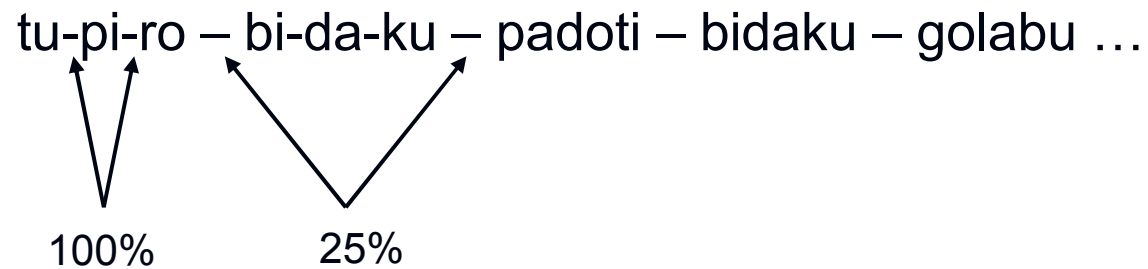 tu-pi-ro – bi-da-ku – padoti – bidaku – golabu …
100% 25%